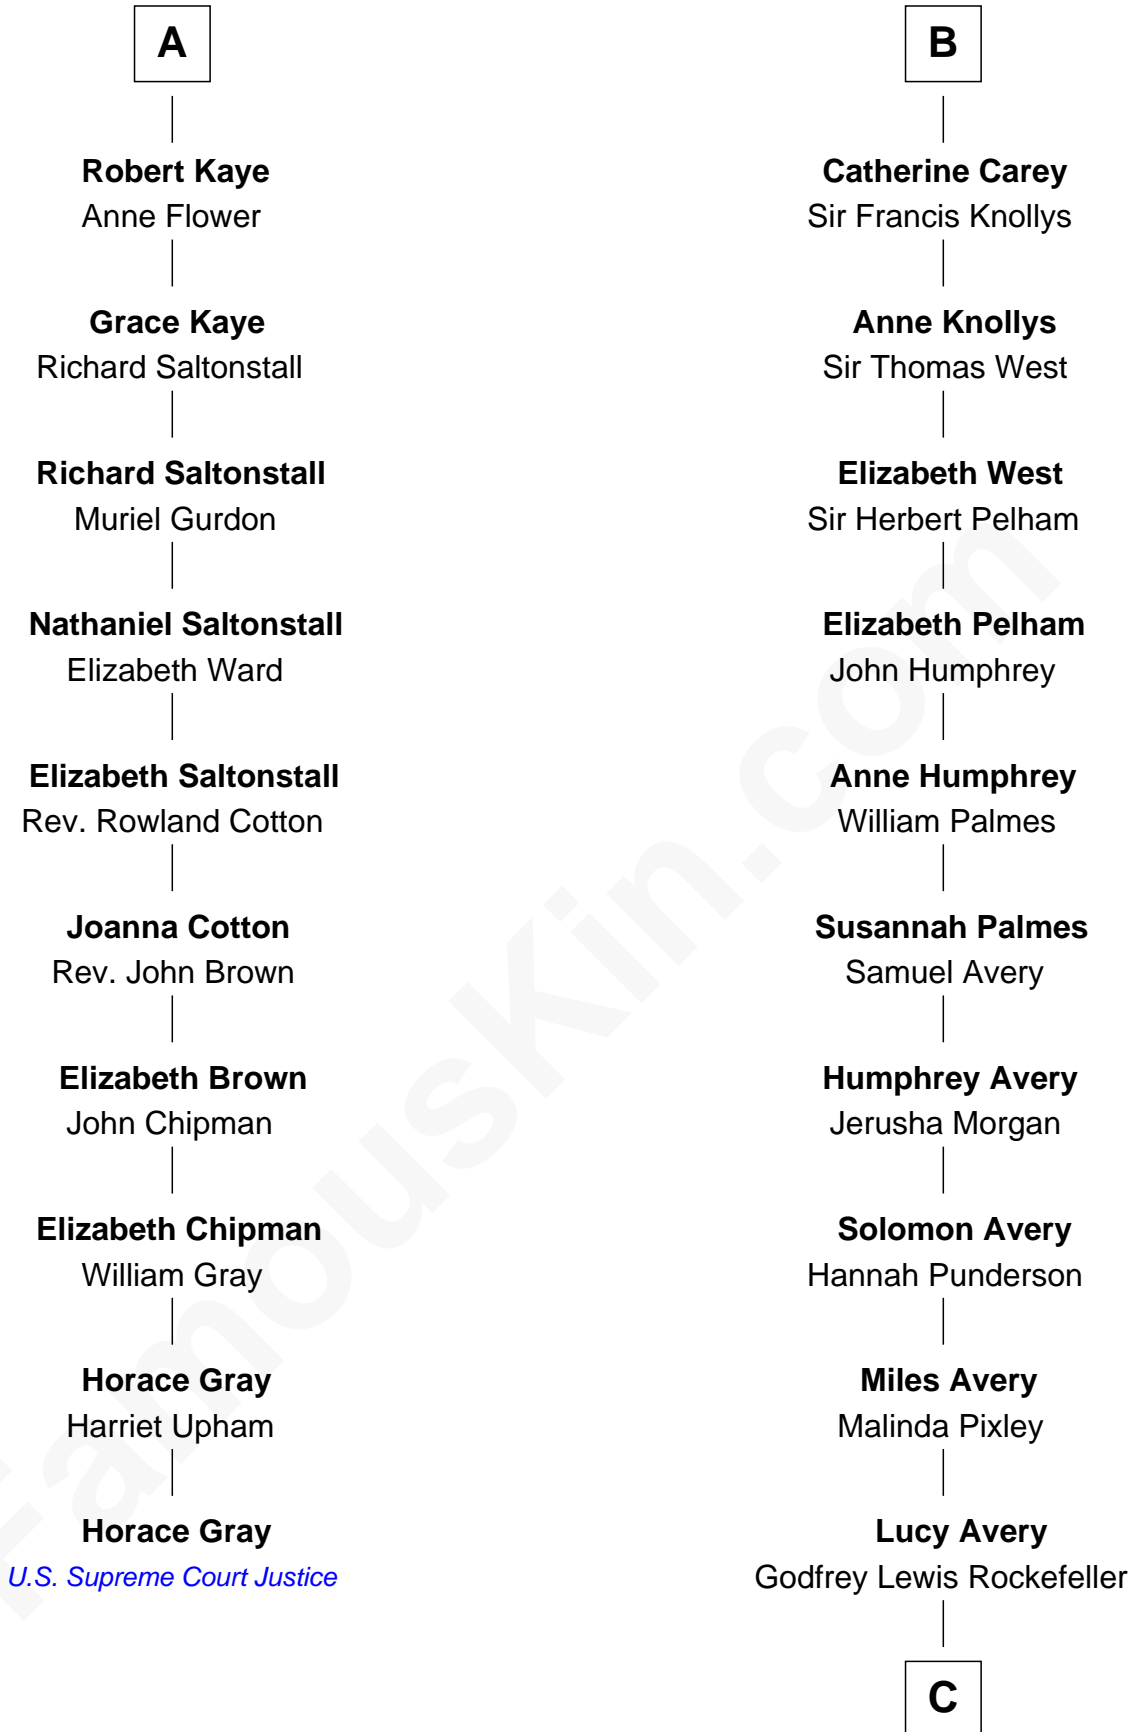 A
Robert Kaye
Anne Flower
Grace Kaye
Richard Saltonstall
Richard Saltonstall
Muriel Gurdon
Nathaniel Saltonstall
Elizabeth Ward
Elizabeth Saltonstall
Rev. Rowland Cotton
Joanna Cotton
Rev. John Brown
Elizabeth Brown
John Chipman
Elizabeth Chipman
William Gray
Horace Gray
Harriet Upham
Horace Gray
U.S. Supreme Court Justice
B
Catherine Carey
Sir Francis Knollys
Anne Knollys
Sir Thomas West
Elizabeth West
Sir Herbert Pelham
Elizabeth Pelham
John Humphrey
Anne Humphrey
William Palmes
Susannah Palmes
Samuel Avery
Humphrey Avery
Jerusha Morgan
Solomon Avery
Hannah Punderson
Miles Avery
Malinda Pixley
Lucy Avery
Godfrey Lewis Rockefeller
C
FamousKin.com